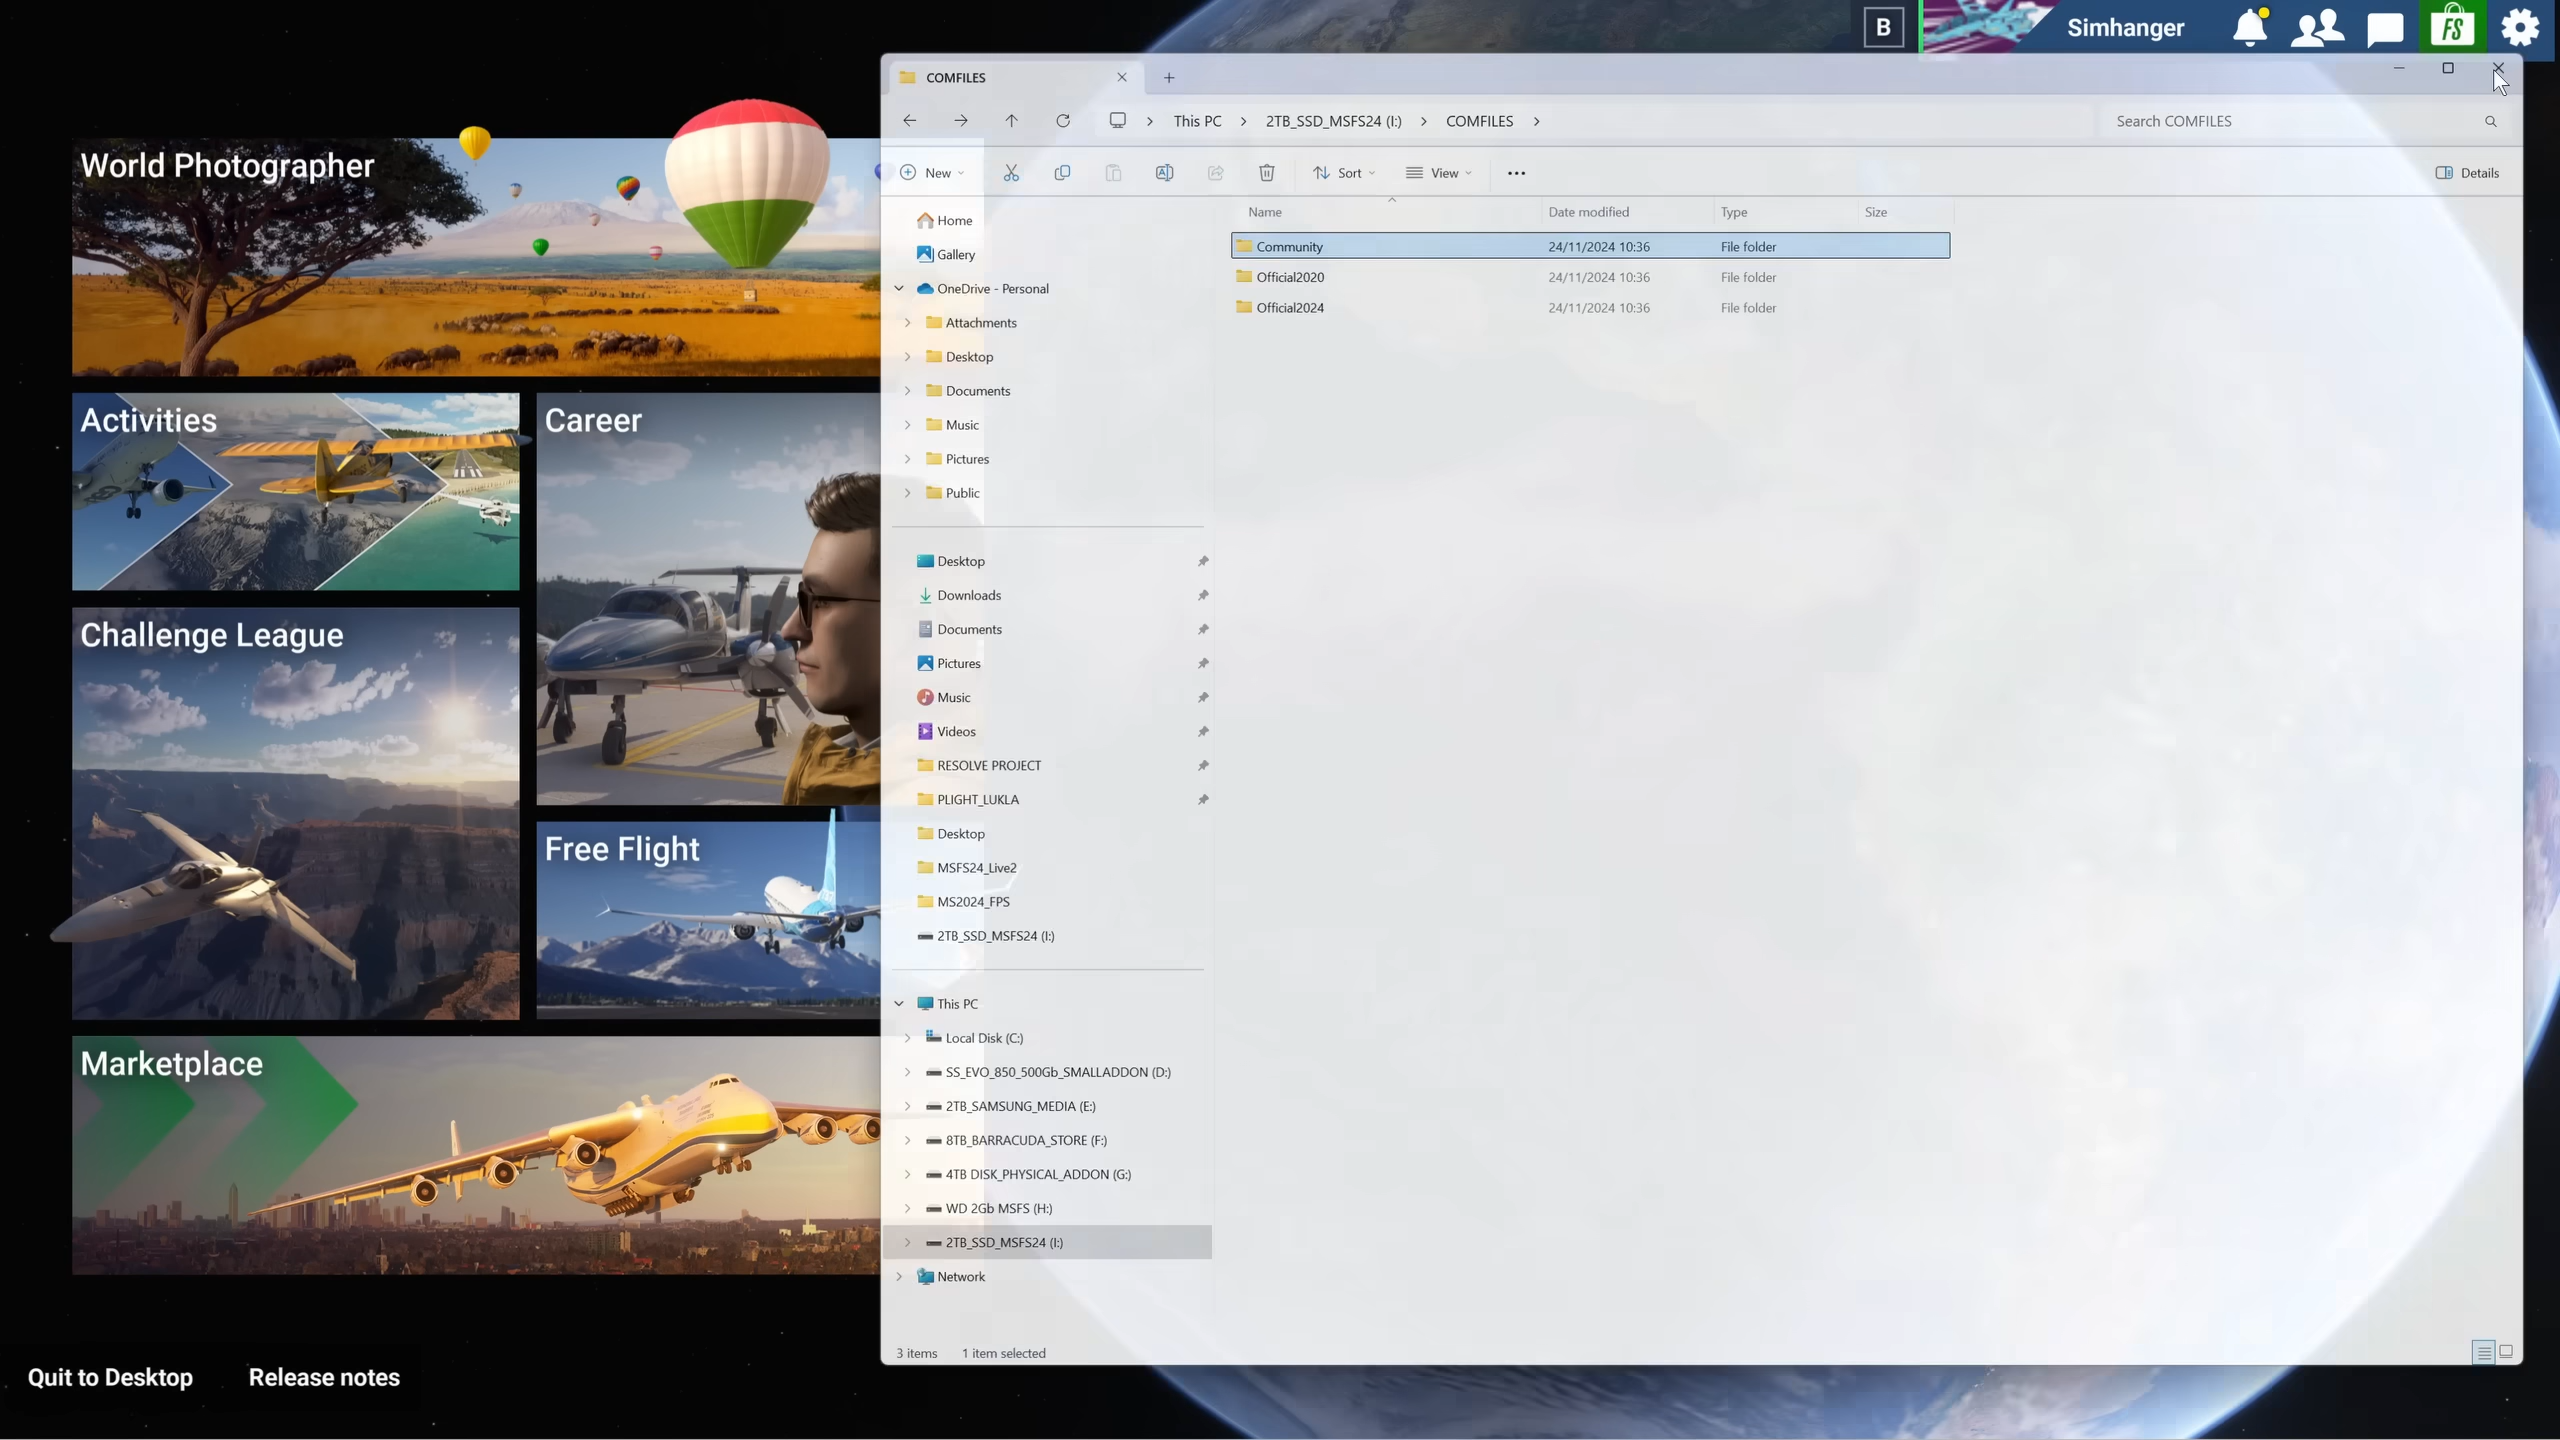 B
Simhanger
FS
COMFILES
This PC
2TB_SSD_MSFS24 (I:)
COMFILES
Search COMFILES
New
Sort
View
Details
Name
Date modified
Type
Size
Community
24/11/2024 10:36
File folder
Official2020
24/11/2024 10:36
File folder
Official2024
24/11/2024 10:36
File folder
Home
Gallery
OneDrive - Personal
Attachments
Desktop
Documents
Music
Pictures
Public
Desktop
Downloads
Documents
Pictures
Music
Videos
RESOLVE PROJECT
PLIGHT_LUKLA
Desktop
MSFS24_Live2
MS2024_FPS
2TB_SSD_MSFS24 (I:)
This PC
Local Disk (C:)
SS_EVO_850_500Gb_SMALLADDON (D:)
2TB_SAMSUNG_MEDIA (E:)
8TB_BARRACUDA_STORE (F:)
4TB DISK_PHYSICAL_ADDON (G:)
WD 2Gb MSFS (H:)
2TB_SSD_MSFS24 (I:)
Network
3 items
1 item selected
World Photographer
Activities
Career
Challenge League
Free Flight
Marketplace
Quit to Desktop
Release notes